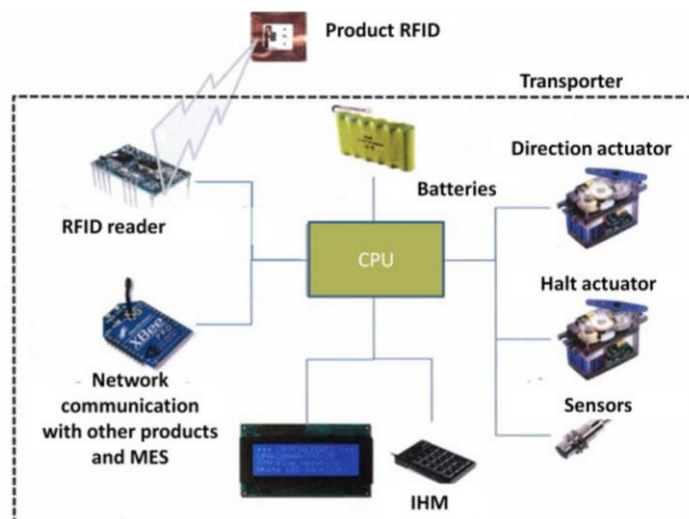 Product RFID
Transporter
Direction actuator
Batteries
RFID reader
CPU
Halt actuator
XBee
Network
communication
with other products
and MES
Sensors
IHM